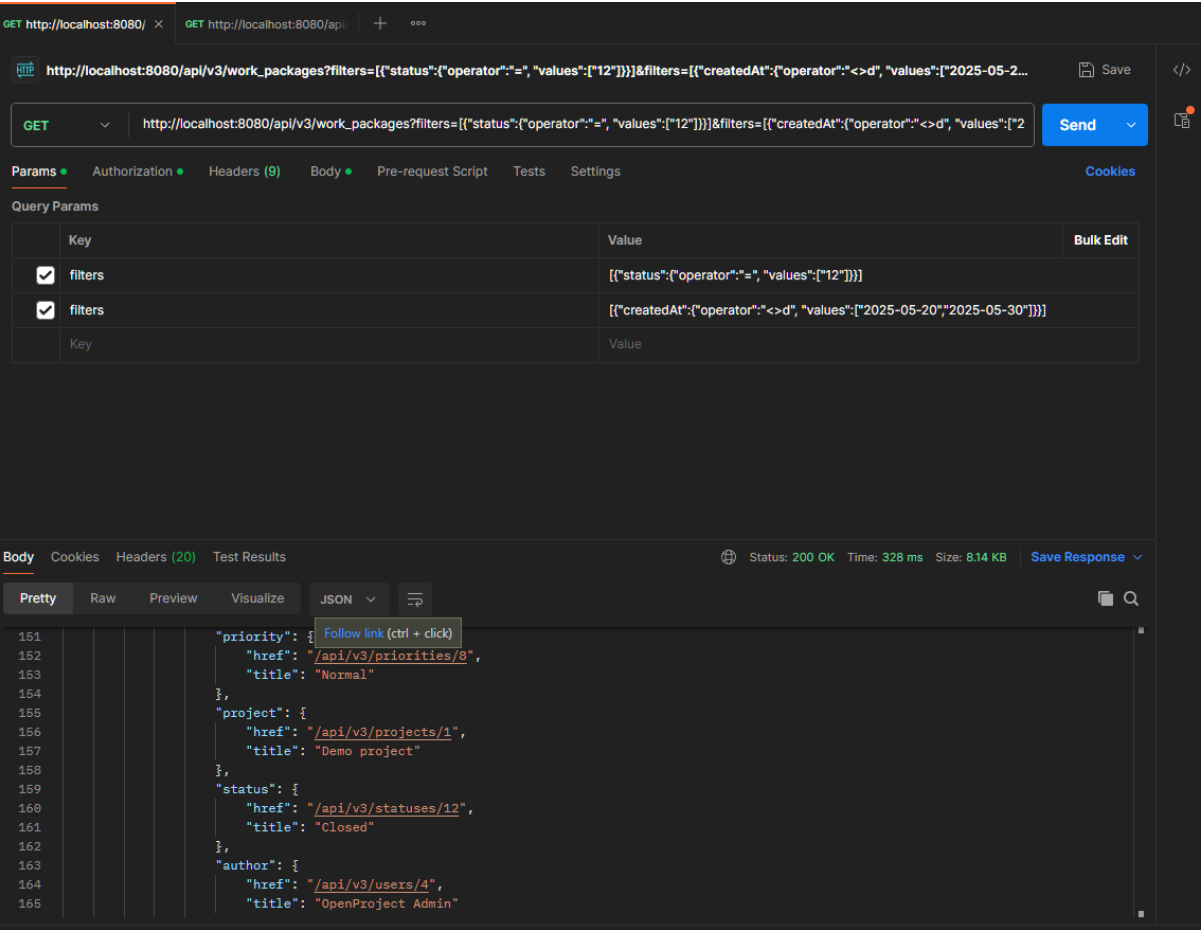 GET http://localhost:8080/ GET http://localhost:8080/api
HTTP http://localhost:8080/api/v3/work_packages?filters=[{"status":{"operator":"=", "values":["12"]}}]&filters=[{"createdAt":{"operator":"<>d", "values":["2025-05-2... Save
GET http://localhost:8080/api/v3/work_packages?filters=[{"status":{"operator":"=", "values":["12"]}}]&filters=[{"createdAt":{"operator":"<>d", "values":["2 Send
Params Authorization Headers (9) Body Pre-request Script Tests Settings Cookies
Query Params
Key Value Bulk Edit
filters [{"status":{"operator":"=", "values":["12"]}}]
filters [{"createdAt":{"operator":"<>d", "values":["2025-05-20","2025-05-30"]}}]
Key Value
Body Cookies Headers (20) Test Results Status: 200 OK Time: 328 ms Size: 8.14 KB Save Response
Pretty Raw Preview Visualize JSON
Follow link (ctrl + click)
151 "priority": {
152 "href": "/api/v3/priorities/8",
153 "title": "Normal"
154 },
155 "project": {
156 "href": "/api/v3/projects/1",
157 "title": "Demo project"
158 },
159 "status": {
160 "href": "/api/v3/statuses/12",
161 "title": "Closed"
162 },
163 "author": {
164 "href": "/api/v3/users/4",
165 "title": "OpenProject Admin"